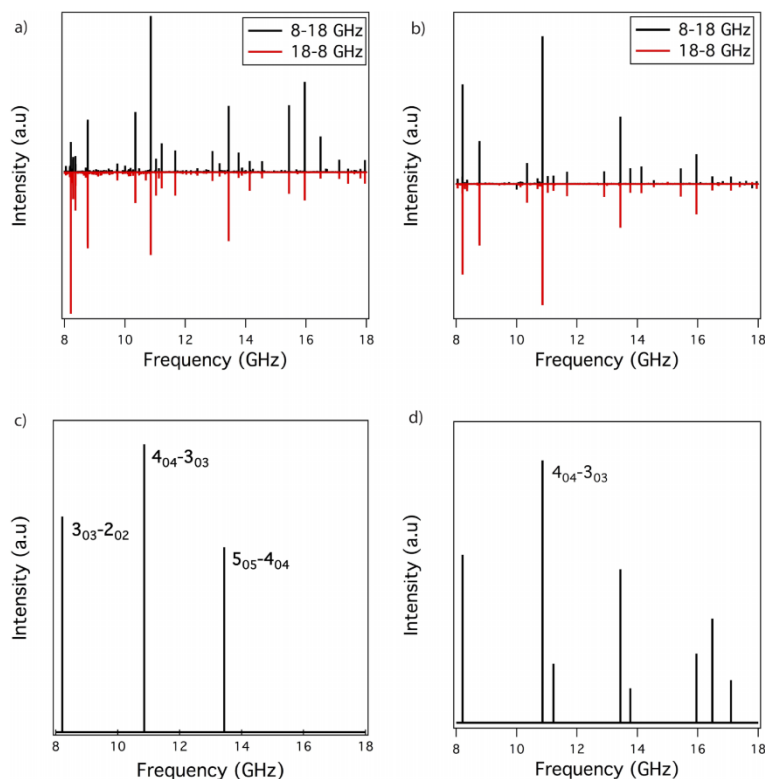 a)
8-18 GHz
18-8 GHz
Intensity (a.u)
8 10 12 14 16 18
Frequency (GHz)
b)
8-18 GHz
18-8 GHz
Intensity (a.u)
8 10 12 14 16 18
Frequency (GHz)
c)
4₀₄-3₀₃
3₀₃-2₀₂
5₀₅-4₀₄
Intensity (a.u)
8 10 12 14 16 18
Frequency (GHz)
d)
4₀₄-3₀₃
Intensity (a.u)
8 10 12 14 16 18
Frequency (GHz)